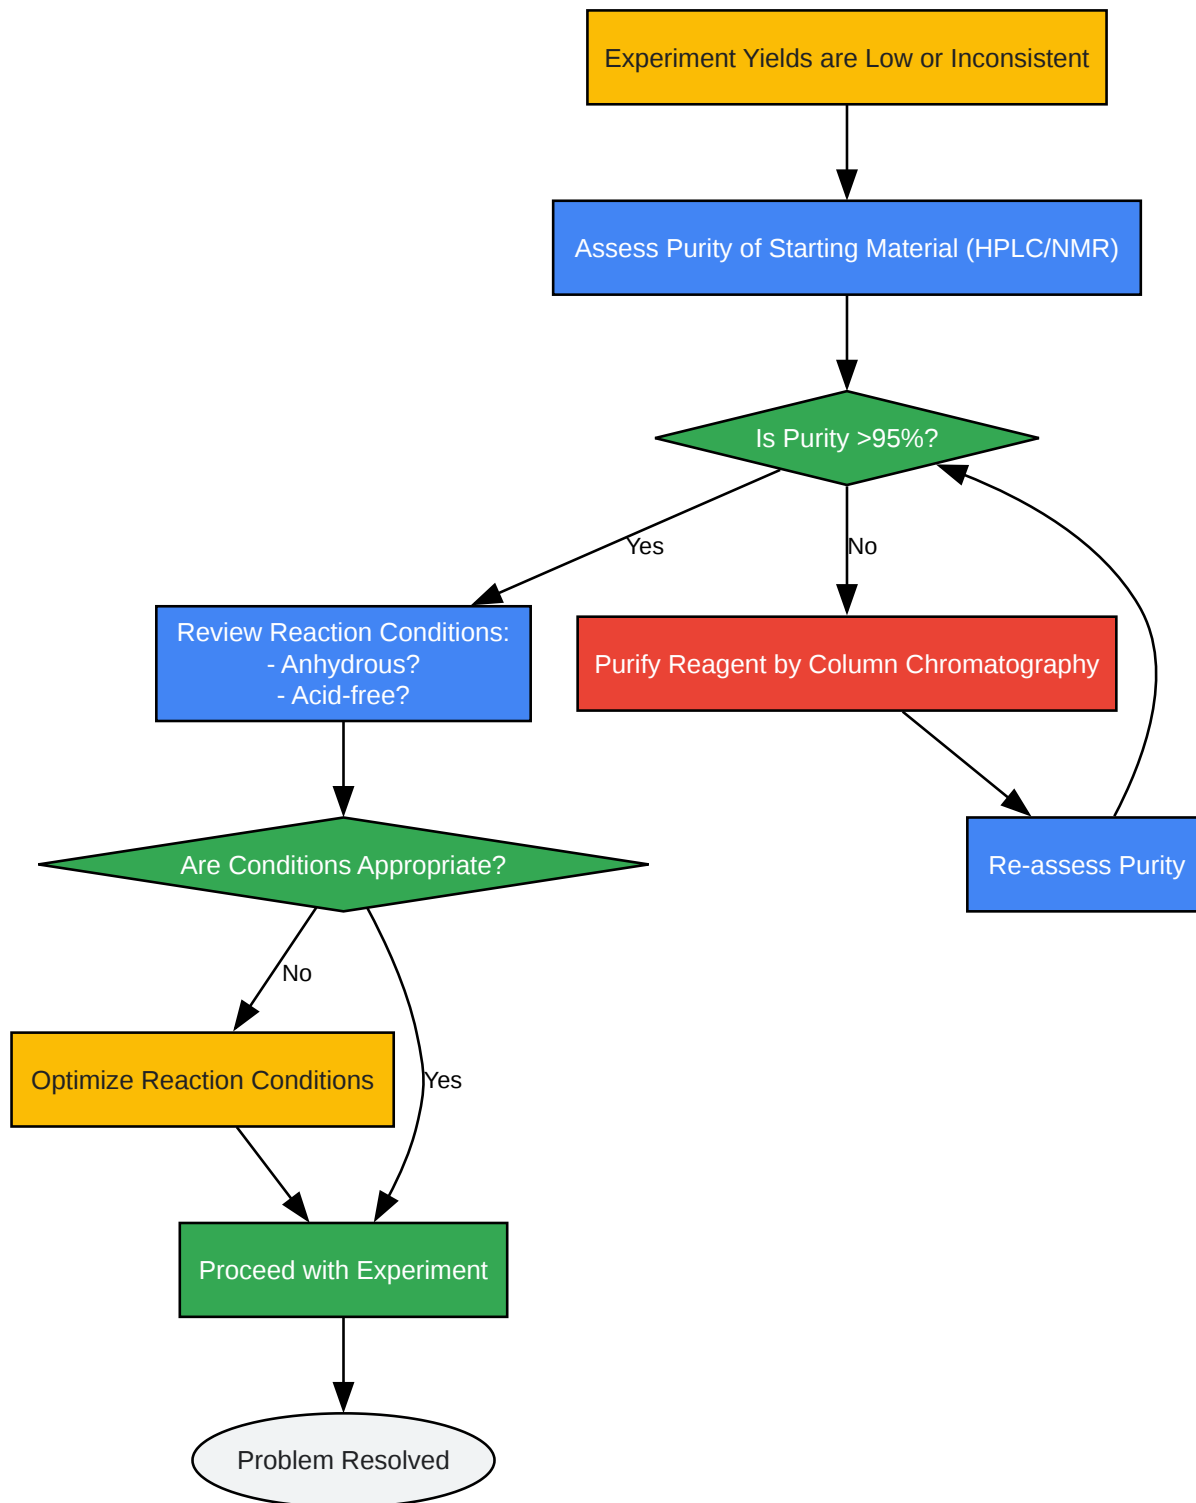 Experiment Yields are Low or Inconsistent
Assess Purity of Starting Material (HPLC/NMR)
Is Purity >95%?
Yes
No
Review Reaction Conditions:
- Anhydrous?
- Acid-free?
Purify Reagent by Column Chromatography
Are Conditions Appropriate?
Re-assess Purity
No
Optimize Reaction Conditions
Yes
Proceed with Experiment
Problem Resolved